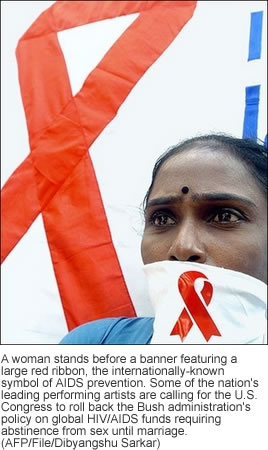 A woman stands before a banner featuring a
large red ribbon, the internationally-known
symbol of AIDS prevention. Some of the nation's
leading performing artists are calling for the U.S.
Congress to roll back the Bush administration's
policy on global HIV/AIDS funds requiring
abstinence from sex until marriage.
(AFP/File/Dibyangshu Sarkar)